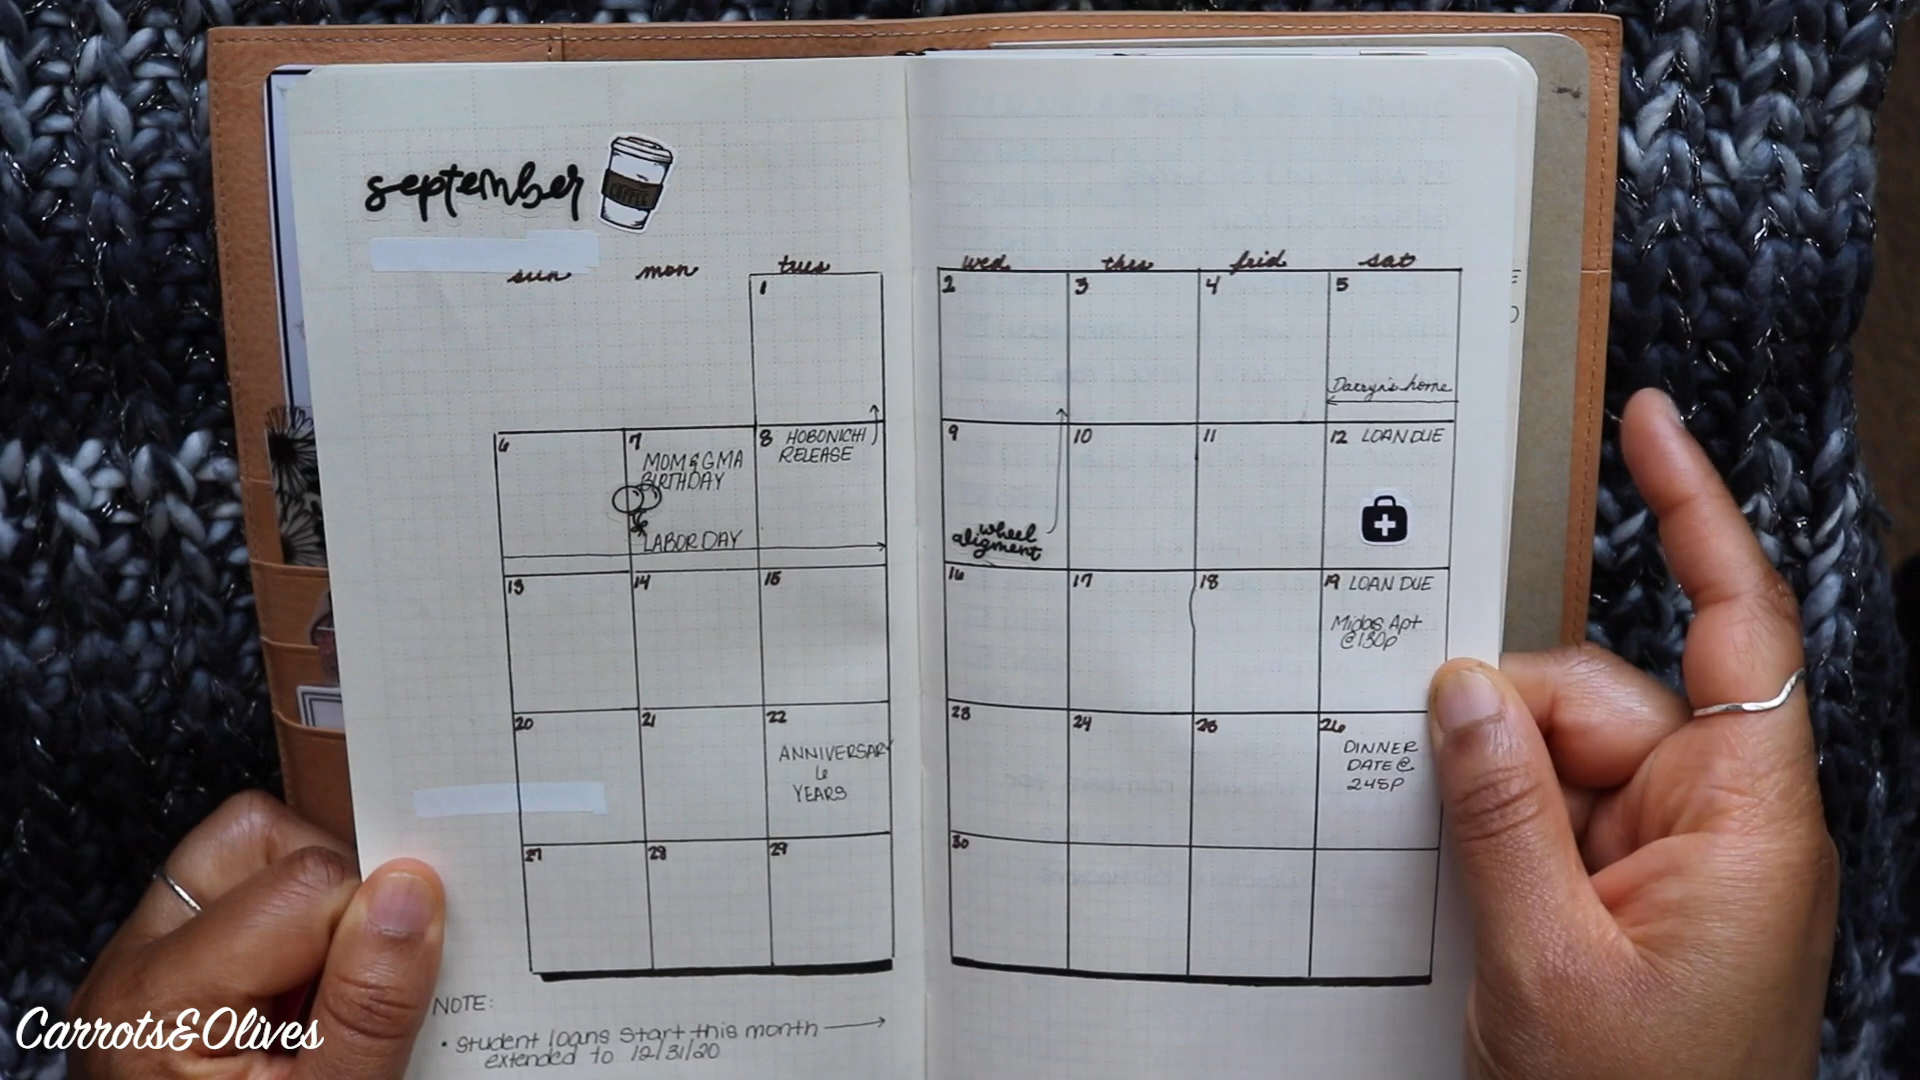 september
COFFEE
sun mon tues wed thu frid sat
1 2 3 4 5
Darryn's home
6 7 8 HOBONICHI
RELEASE
MOM & GMA
BIRTHDAY
LABOR DAY
9 10 11 12 LOAN DUE
wheel
aligment
13 14 15 16 17 18 19 LOAN DUE
Midas Apt
@130p
20 21 22 23 24 25 26
ANNIVERSARY
6
YEARS
DINNER
DATE @
245P
27 28 29 30
NOTE:
• Student loans start this month
extended to 12/31/20
Carrots&Olives